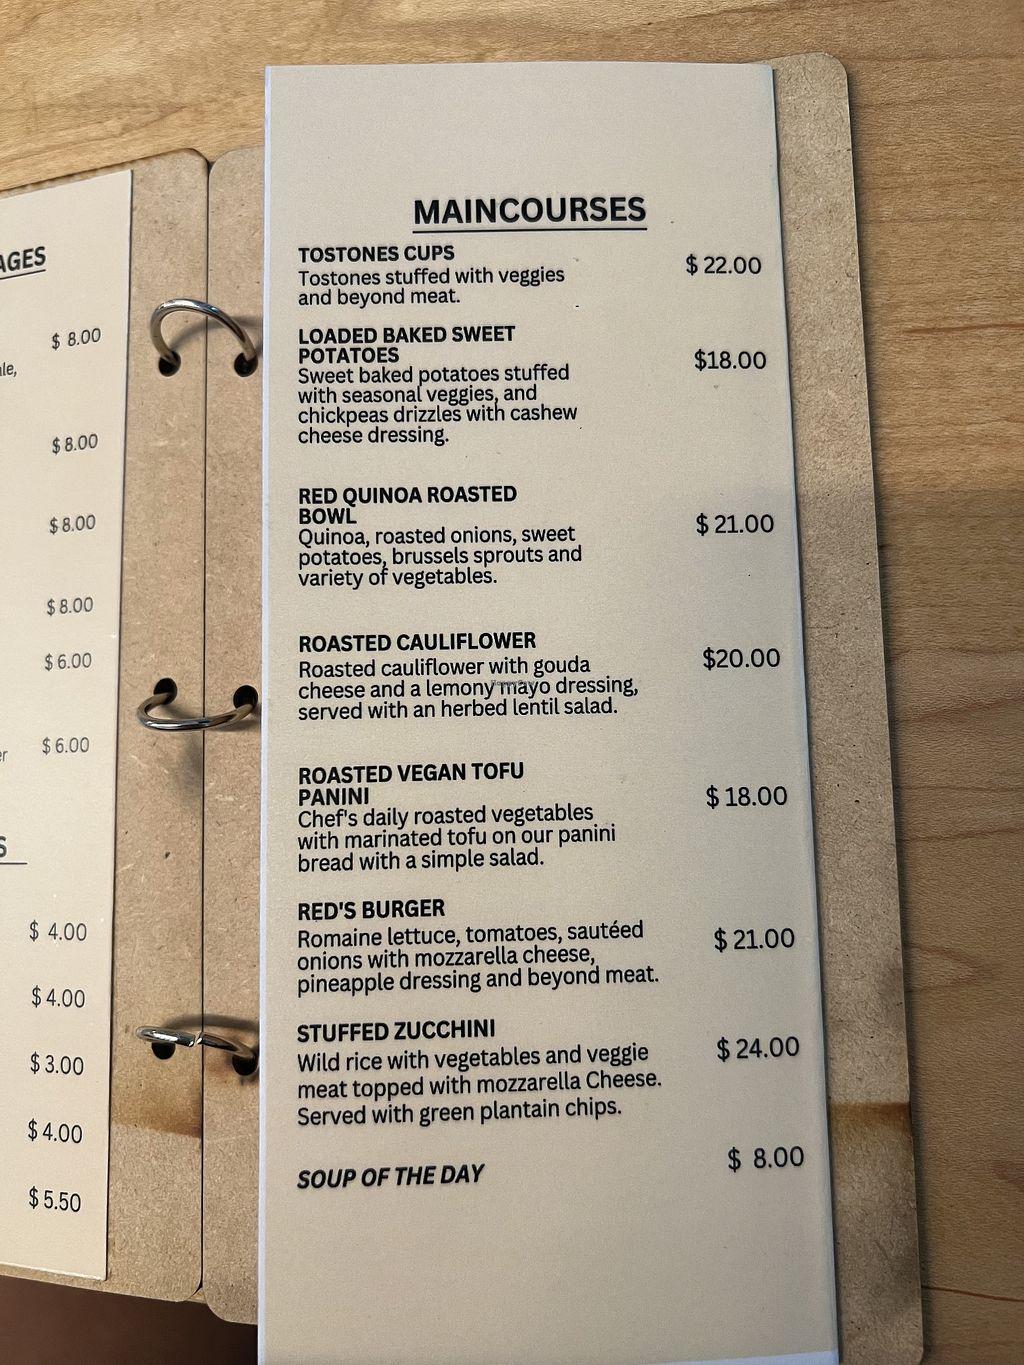 AGES
$ 8.00
ale,
$ 8.00
$ 8.00
$ 8.00
$ 6.00
er
$ 6.00
S
$ 4.00
$ 4.00
$ 3.00
$ 4.00
$ 5.50
MAINCOURSES
TOSTONES CUPS
$ 22.00
Tostones stuffed with veggies
and beyond meat.
LOADED BAKED SWEET
POTATOES
$18.00
Sweet baked potatoes stuffed
with seasonal veggies, and
chickpeas drizzles with cashew
cheese dressing.
RED QUINOA ROASTED
BOWL
$ 21.00
Quinoa, roasted onions, sweet
potatoes, brussels sprouts and
variety of vegetables.
ROASTED CAULIFLOWER
$20.00
Roasted cauliflower with gouda
cheese and a lemony mayo dressing,
served with an herbed lentil salad.
ROASTED VEGAN TOFU
PANINI
$ 18.00
Chef's daily roasted vegetables
with marinated tofu on our panini
bread with a simple salad.
RED'S BURGER
$ 21.00
Romaine lettuce, tomatoes, sautéed
onions with mozzarella cheese,
pineapple dressing and beyond meat.
STUFFED ZUCCHINI
$ 24.00
Wild rice with vegetables and veggie
meat topped with mozzarella Cheese.
Served with green plantain chips.
SOUP OF THE DAY
$ 8.00